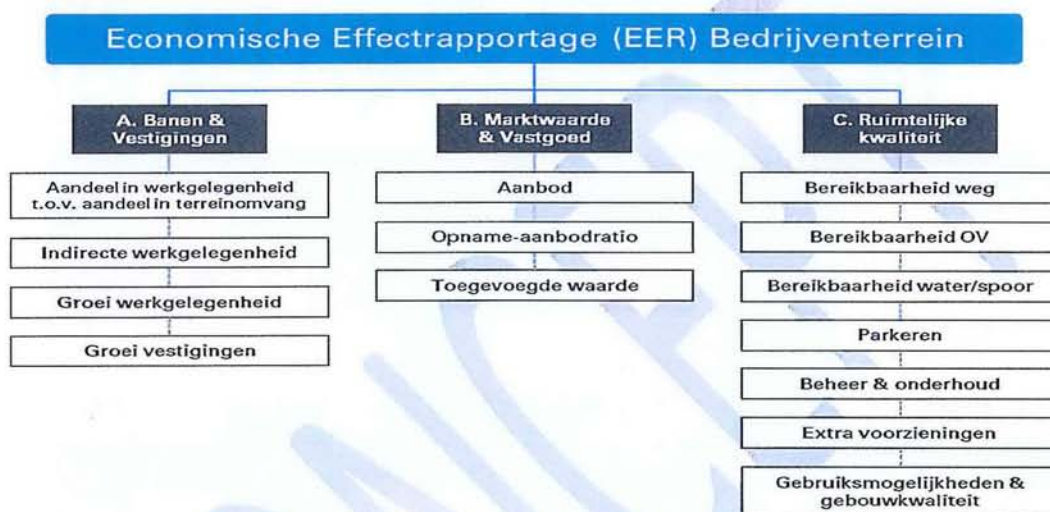 Economische Effectrapportage (EER) Bedrijventerrein
A. Banen &
Vestigingen
Aandeel in werkgelegenheid
t.o.v. aandeel in terreinomvang
Indirecte werkgelegenheid
Groei werkgelegenheid
Groei vestigingen
B. Marktwaarde
& Vastgoed
Aanbod
Opname-aanbodratio
Toegevoegde waarde
C. Ruimtelijke
kwaliteit
Bereikbaarheid weg
Bereikbaarheid OV
Bereikbaarheid water/spoor
Parkeren
Beheer & onderhoud
Extra voorzieningen
Gebruiksmogelijkheden &
gebouwkwaliteit